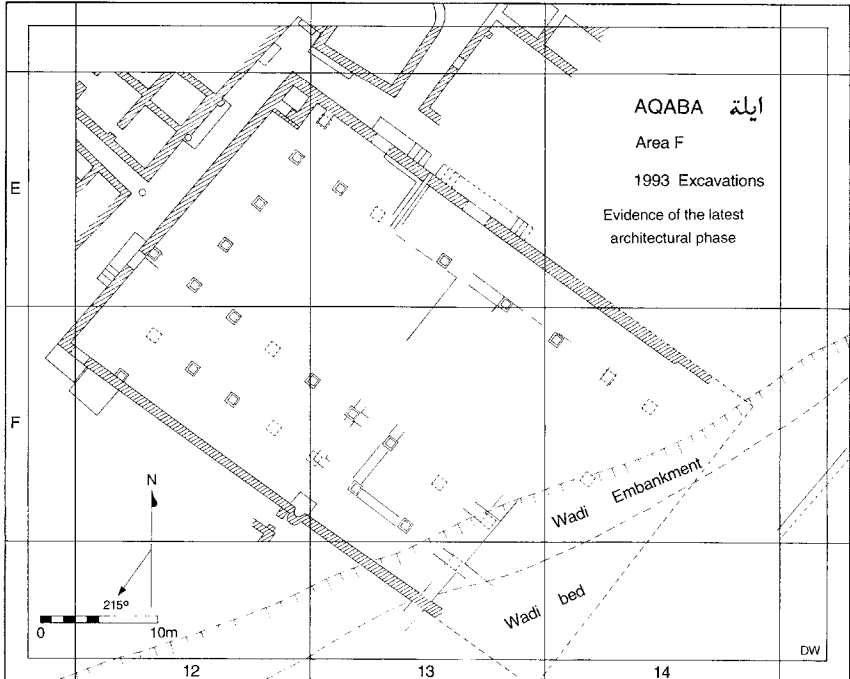 AQABA ايلة
Area F
1993 Excavations
Evidence of the latest
architectural phase
E
F
N
215º
0 10m
Wadi Embankment
Wadi bed
DW
12 13 14